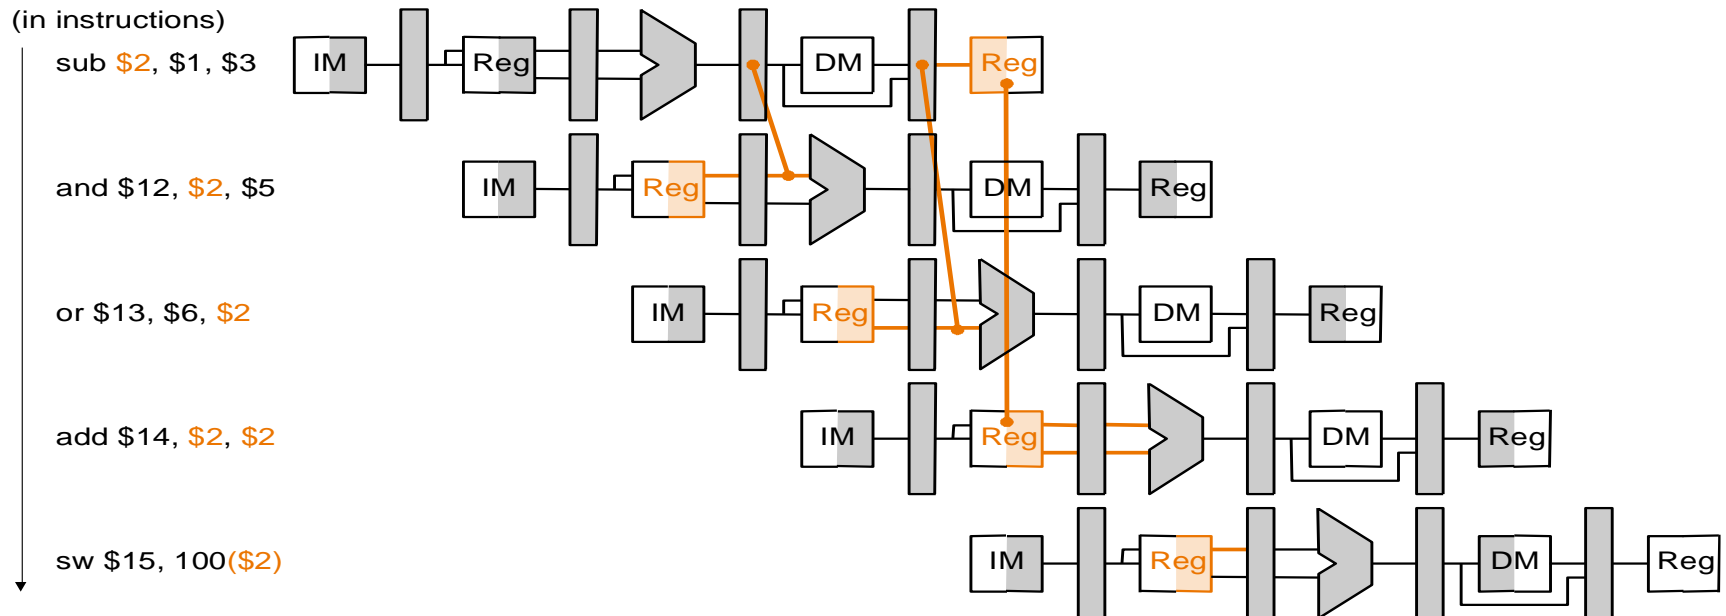 (in instructions)
sub $2, $1, $3 IM Reg DM Reg
and $12, $2, $5 IM Reg DM Reg
or $13, $6, $2 IM Reg DM Reg
add $14, $2, $2 IM Reg DM Reg
sw $15, 100($2) IM Reg DM Reg